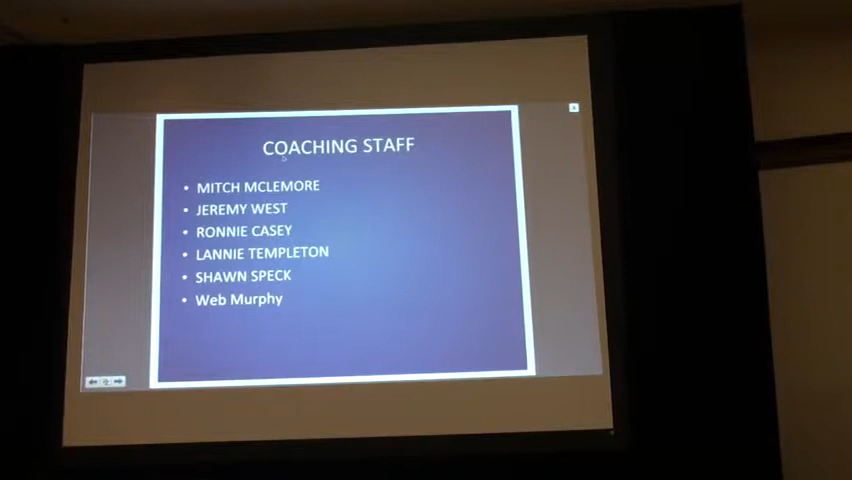 COACHING STAFF
• MITCH MCLEMORE
• JEREMY WEST
• RONNIE CASEY
• LANNIE TEMPLETON
• SHAWN SPECK
• Web Murphy